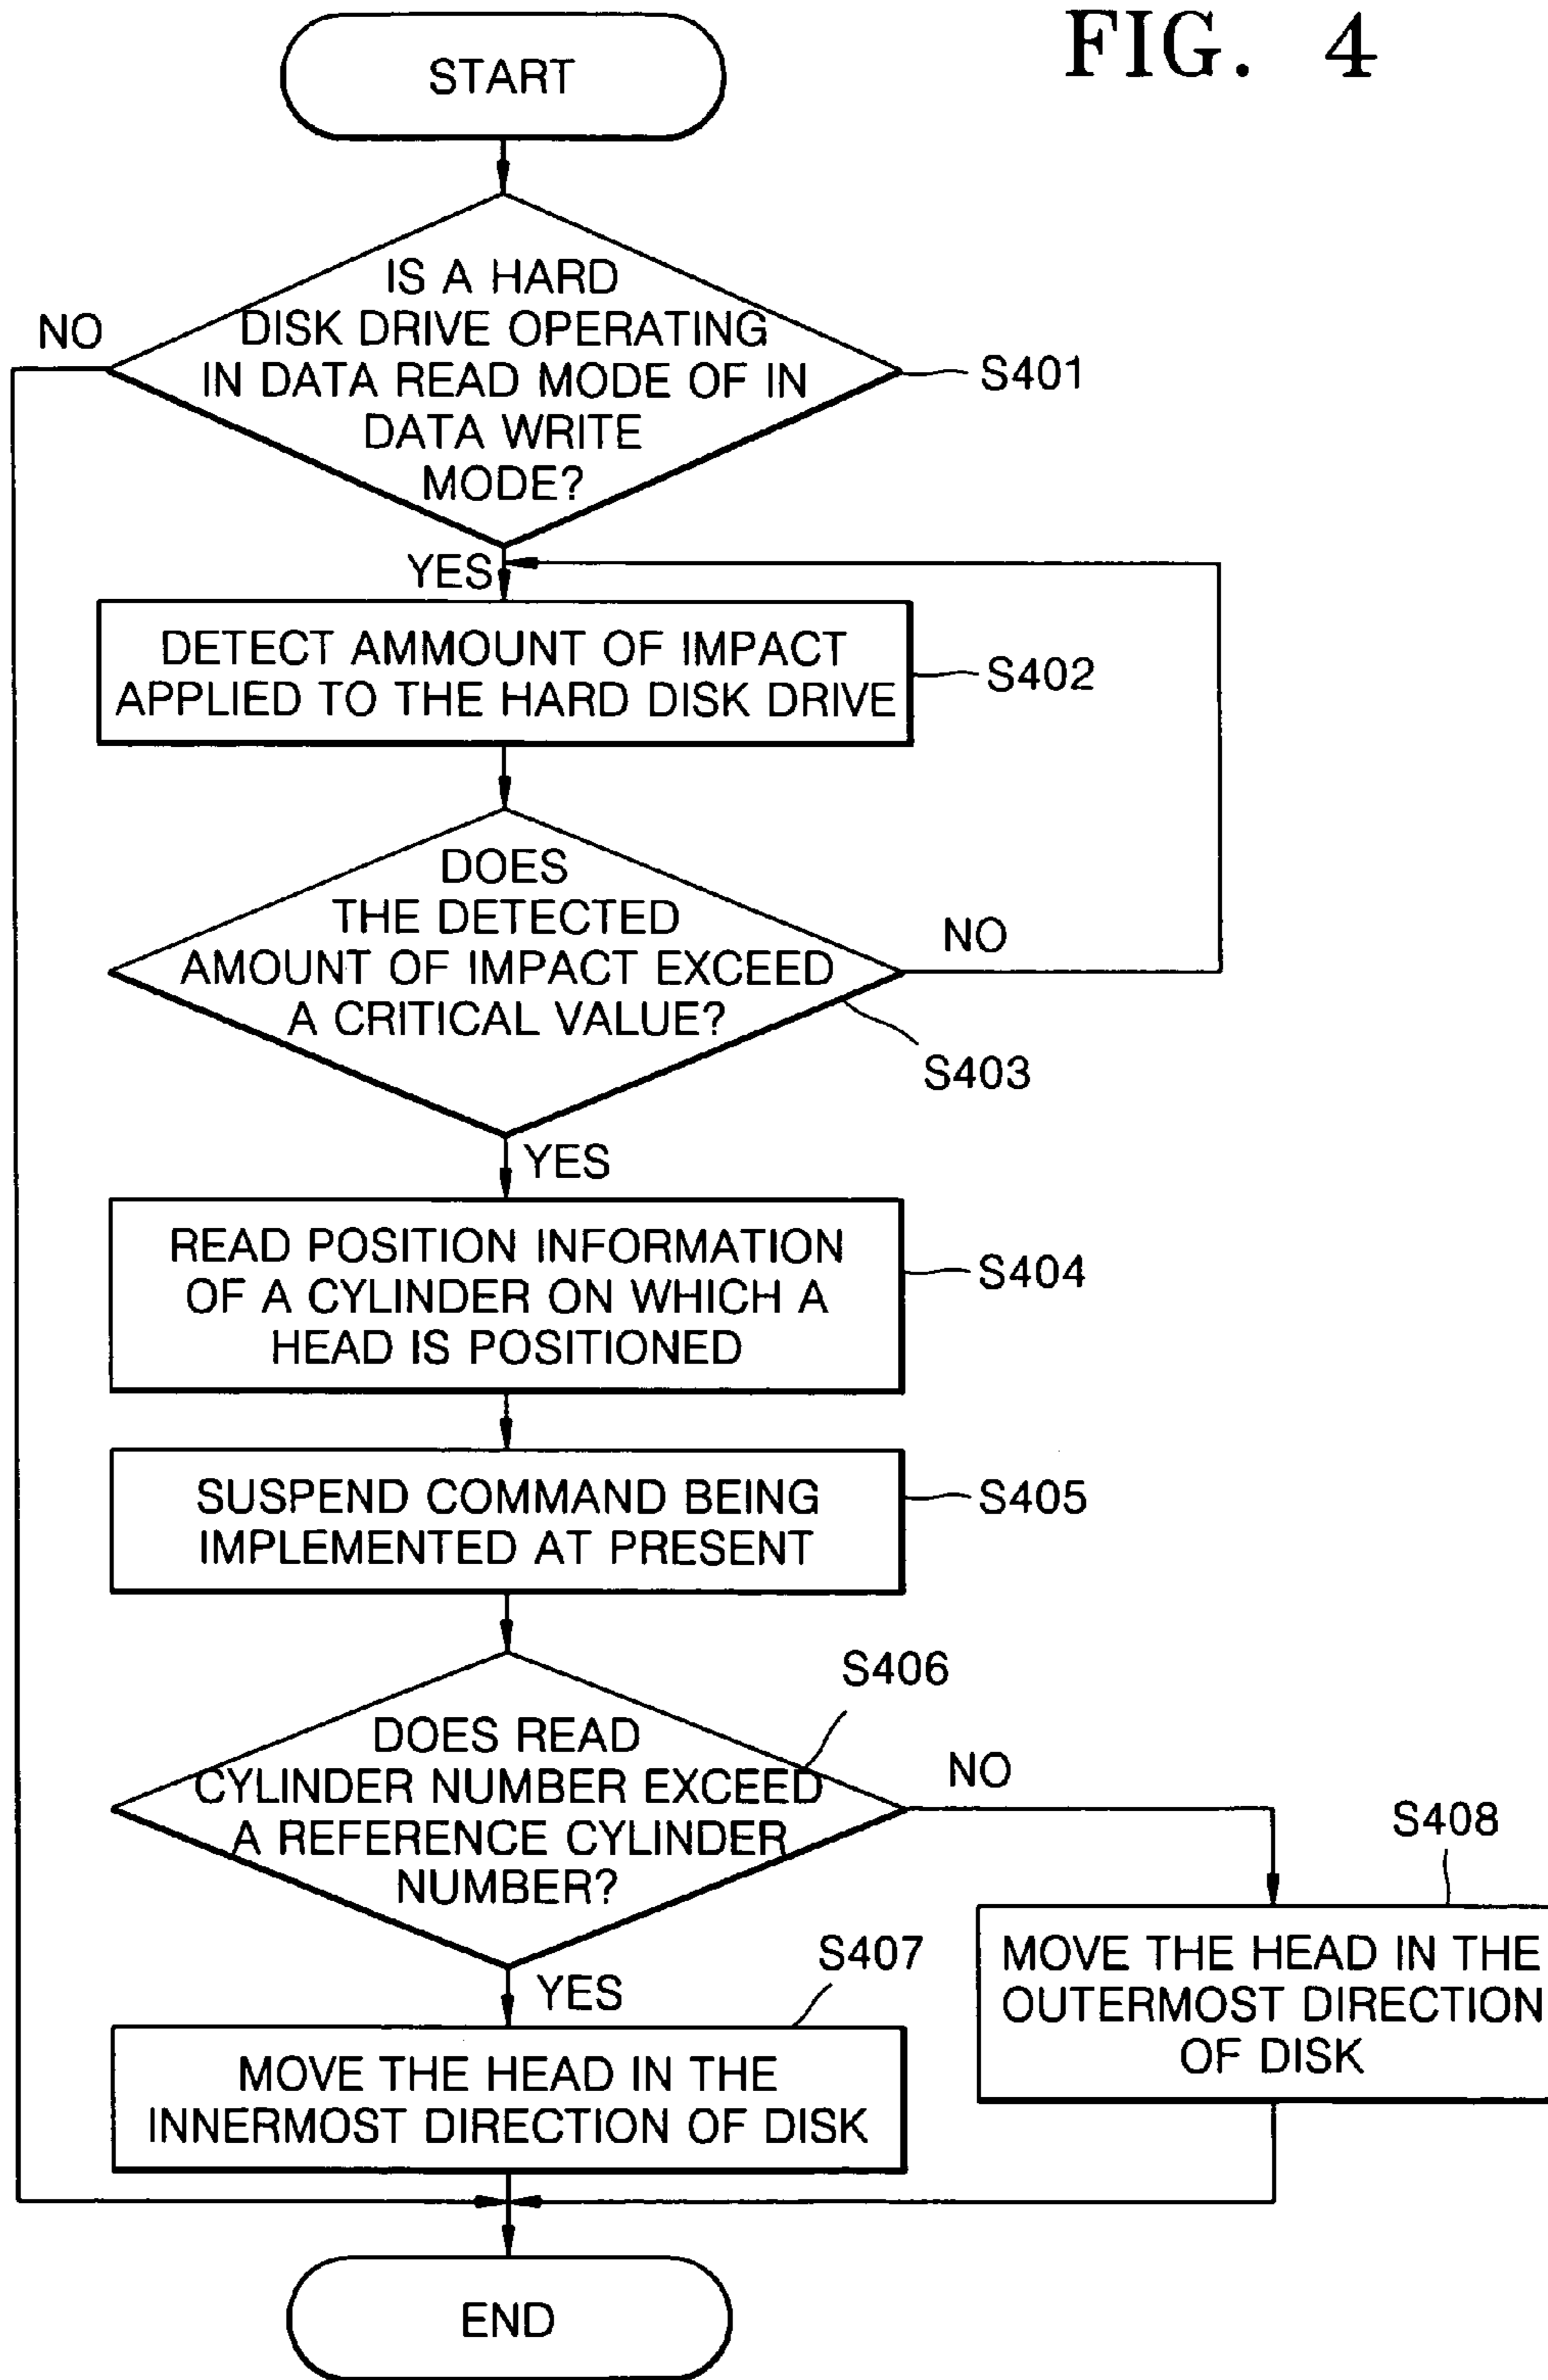 FIG. 4
START
IS A HARD
DISK DRIVE OPERATING
IN DATA READ MODE OF IN
DATA WRITE
MODE?
NO
S401
YES
DETECT AMMOUNT OF IMPACT
APPLIED TO THE HARD DISK DRIVE
S402
DOES
THE DETECTED
AMOUNT OF IMPACT EXCEED
A CRITICAL VALUE?
NO
S403
YES
READ POSITION INFORMATION
OF A CYLINDER ON WHICH A
HEAD IS POSITIONED
S404
SUSPEND COMMAND BEING
IMPLEMENTED AT PRESENT
S405
S406
DOES READ
CYLINDER NUMBER EXCEED
A REFERENCE CYLINDER
NUMBER?
NO
S408
YES
S407
MOVE THE HEAD IN THE
OUTERMOST DIRECTION
OF DISK
MOVE THE HEAD IN THE
INNERMOST DIRECTION OF DISK
END